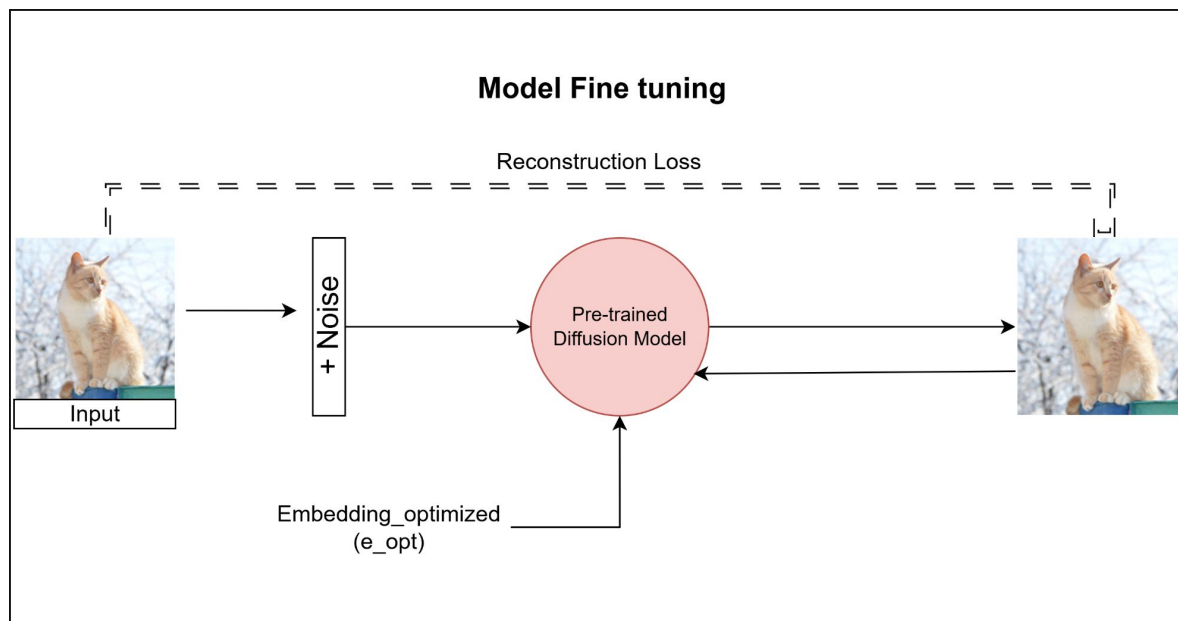 Model Fine tuning
Reconstruction Loss
+ Noise
Pre-trained
Diffusion Model
Input
Embedding_optimized
(e_opt)